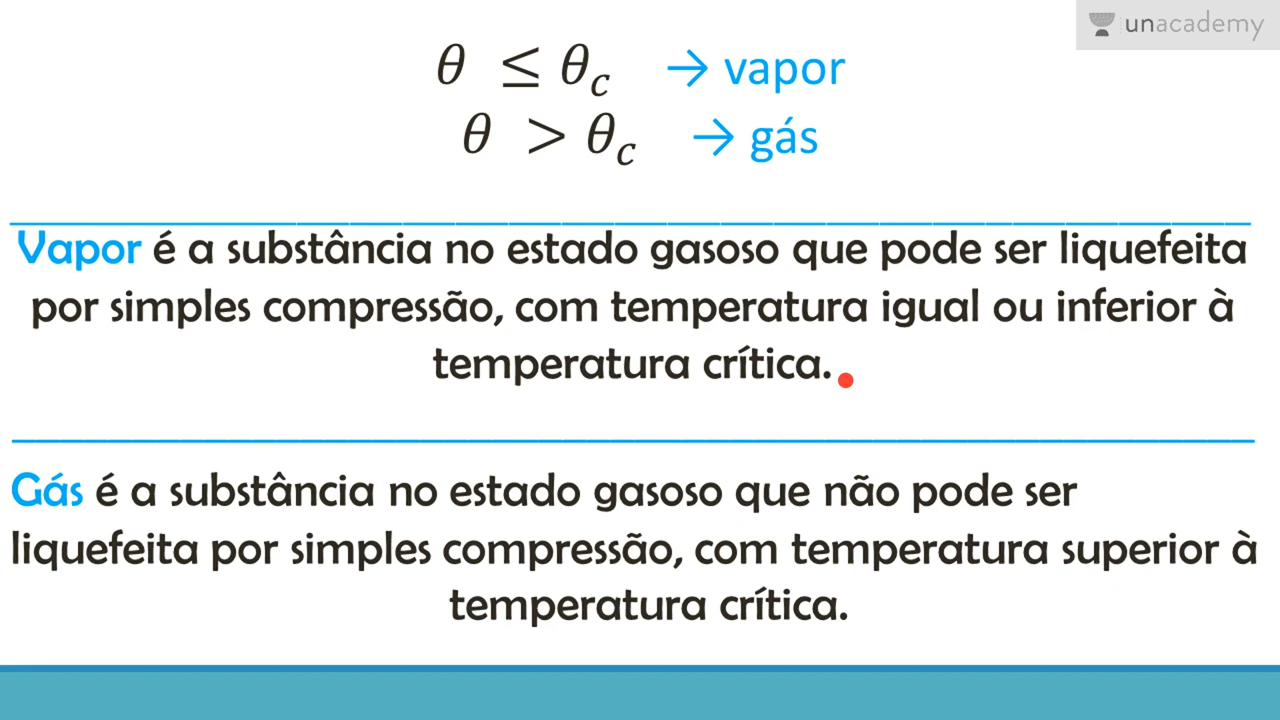 unacademy
θ ≤ θc → vapor
θ > θc → gás
Vapor é a substância no estado gasoso que pode ser liquefeita
por simples compressão, com temperatura igual ou inferior à
temperatura crítica.
Gás é a substância no estado gasoso que não pode ser
liquefeita por simples compressão, com temperatura superior à
temperatura crítica.